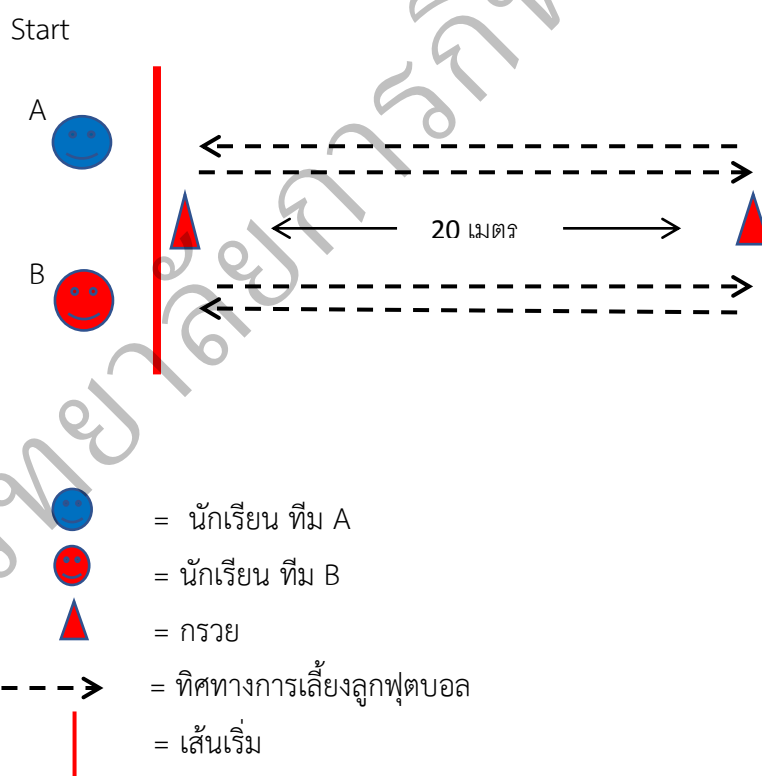 Start
A
20 เมตร
B
= นักเรียน ทีม A
= นักเรียน ทีม B
= กรวย
= ทิศทางการเลี้ยงลูกฟุตบอล
= เส้นเริ่ม